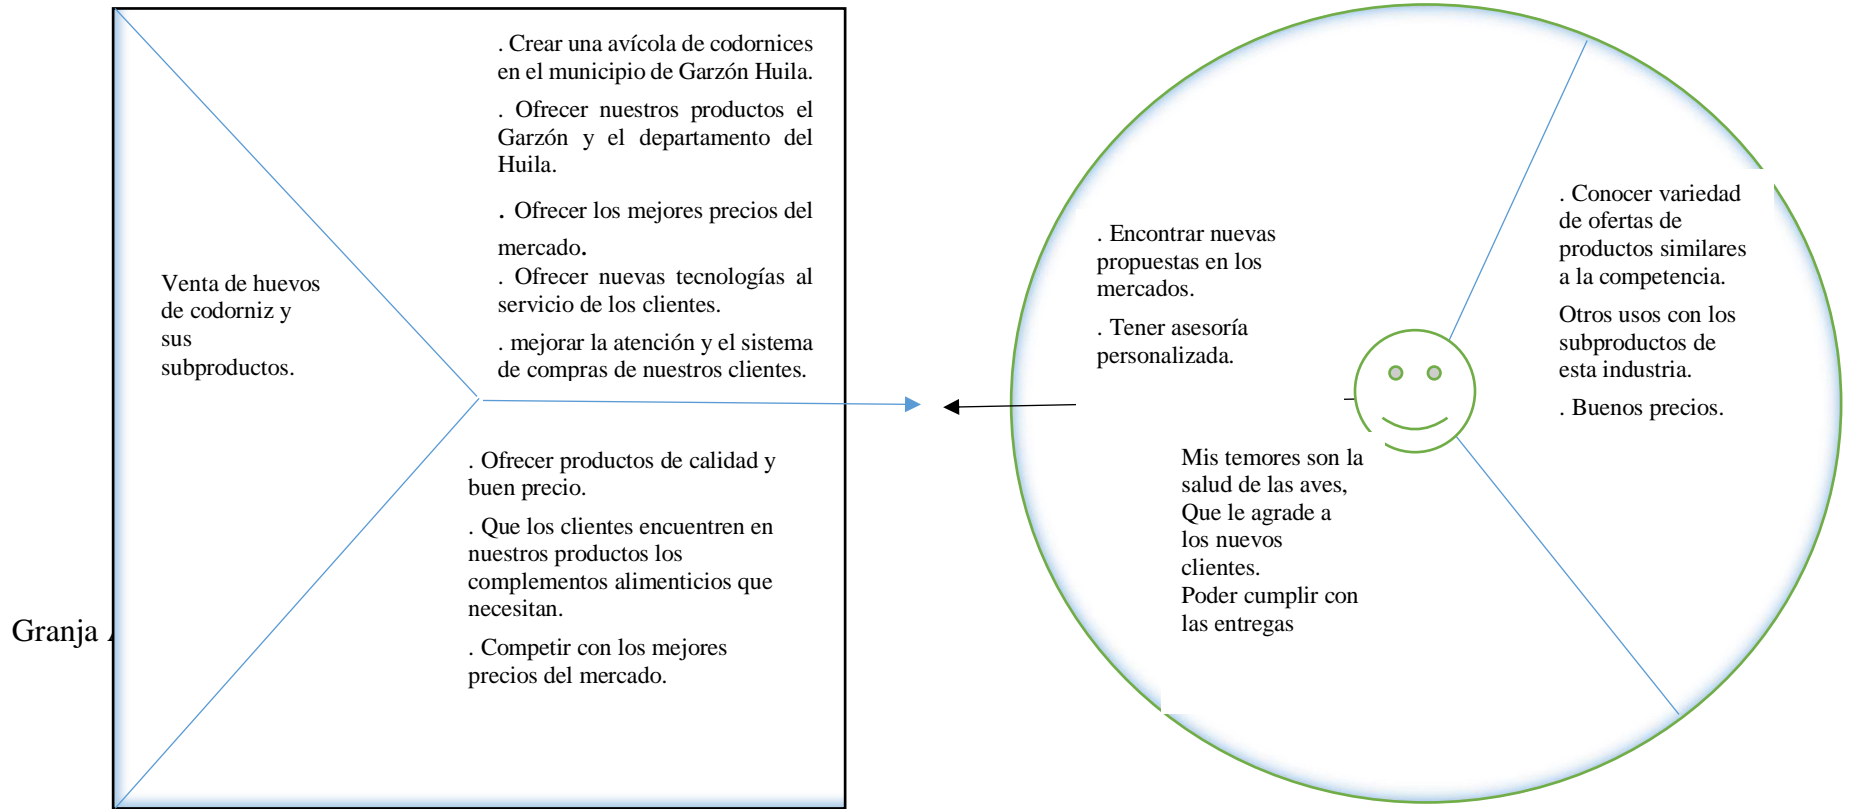 . Crear una avícola de codornices
en el municipio de Garzón Huila.
. Ofrecer nuestros productos el
Garzón y el departamento del
Huila.
. Ofrecer los mejores precios del
mercado.
. Ofrecer nuevas tecnologías al
servicio de los clientes.
. mejorar la atención y el sistema
de compras de nuestros clientes.
Venta de huevos
de codorniz y
sus
subproductos.
. Ofrecer productos de calidad y
buen precio.
. Que los clientes encuentren en
nuestros productos los
complementos alimenticios que
necesitan.
. Competir con los mejores
precios del mercado.
Granja
. Encontrar nuevas
propuestas en los
mercados.
. Tener asesoría
personalizada.
. Conocer variedad
de ofertas de
productos similares
a la competencia.
Otros usos con los
subproductos de
esta industria.
. Buenos precios.
Mis temores son la
salud de las aves,
Que le agrade a
los nuevos
clientes.
Poder cumplir con
las entregas